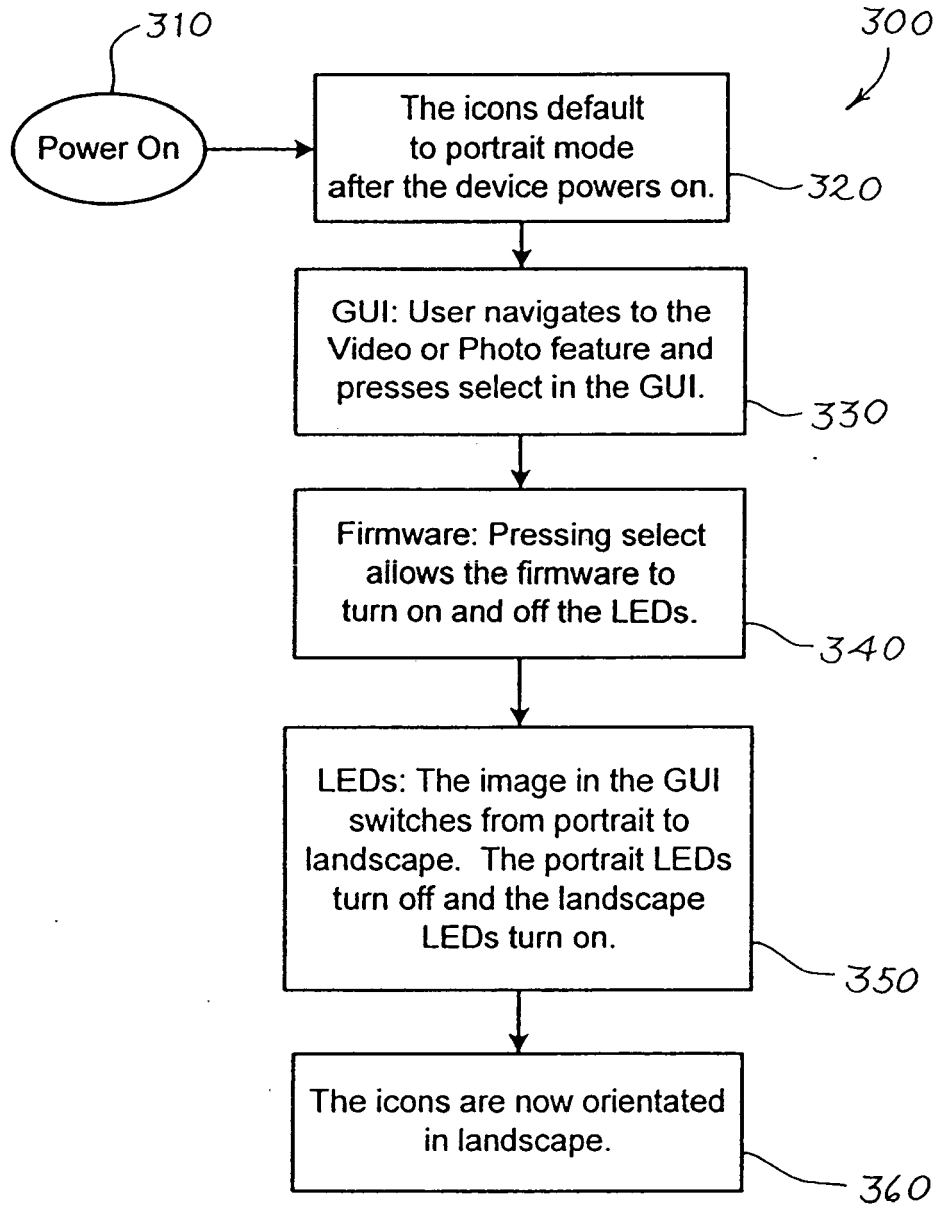 310
300
Power On
The icons default
to portrait mode
after the device powers on.
320
GUI: User navigates to the
Video or Photo feature and
presses select in the GUI.
330
Firmware: Pressing select
allows the firmware to
turn on and off the LEDs.
340
LEDs: The image in the GUI
switches from portrait to
landscape. The portrait LEDs
turn off and the landscape
LEDs turn on.
350
The icons are now orientated
in landscape.
360